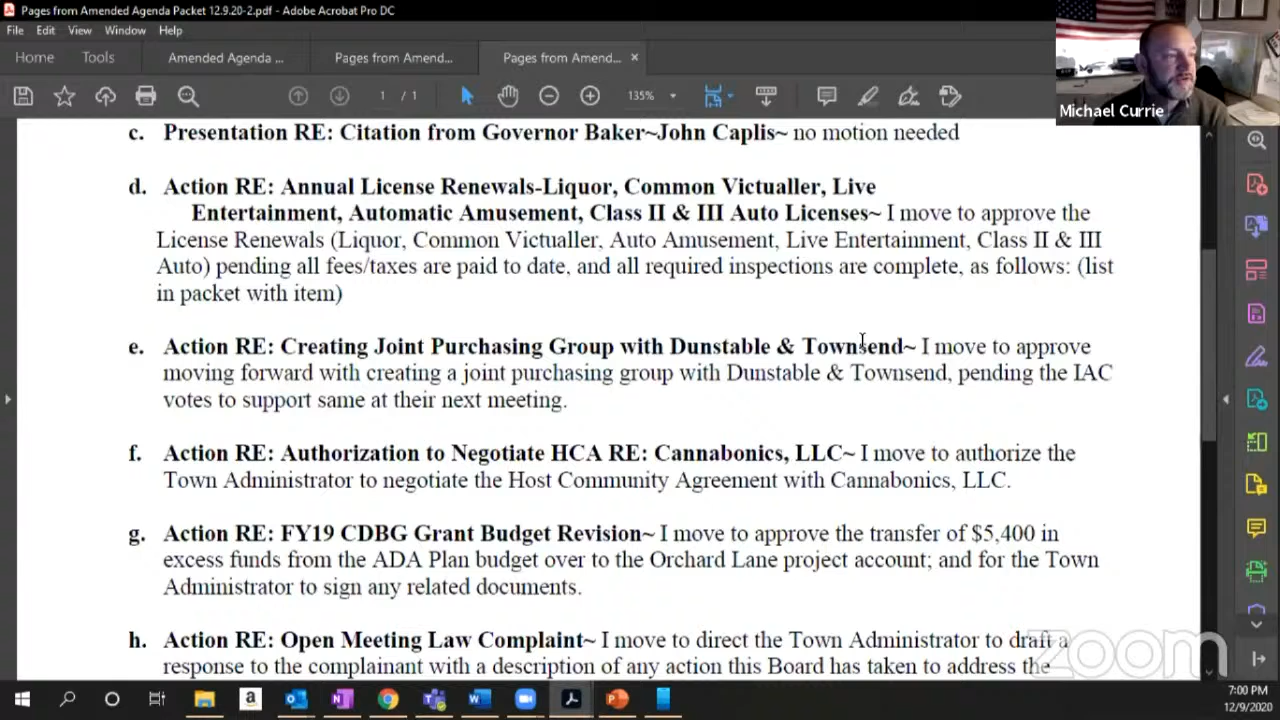 Pages from Amended Agenda Packet 12.9.20-2.pdf - Adobe Acrobat Pro DC
File Edit View Window Help
Home Tools Amended Agenda ... Pages from Amend... Pages from Amend... ×
1 / 1 135%
Michael Currie
c. Presentation RE: Citation from Governor Baker~John Caplis~ no motion needed
d. Action RE: Annual License Renewals-Liquor, Common Victualler, Live
Entertainment, Automatic Amusement, Class II & III Auto Licenses~ I move to approve the
License Renewals (Liquor, Common Victualler, Auto Amusement, Live Entertainment, Class II & III
Auto) pending all fees/taxes are paid to date, and all required inspections are complete, as follows: (list
in packet with item)
e. Action RE: Creating Joint Purchasing Group with Dunstable & Townsend~ I move to approve
moving forward with creating a joint purchasing group with Dunstable & Townsend, pending the IAC
votes to support same at their next meeting.
f. Action RE: Authorization to Negotiate HCA RE: Cannabonics, LLC~ I move to authorize the
Town Administrator to negotiate the Host Community Agreement with Cannabonics, LLC.
g. Action RE: FY19 CDBG Grant Budget Revision~ I move to approve the transfer of $5,400 in
excess funds from the ADA Plan budget over to the Orchard Lane project account; and for the Town
Administrator to sign any related documents.
h. Action RE: Open Meeting Law Complaint~ I move to direct the Town Administrator to draft a
response to the complainant with a description of any action this Board has taken to address the
zoom
7:00 PM
12/9/2020